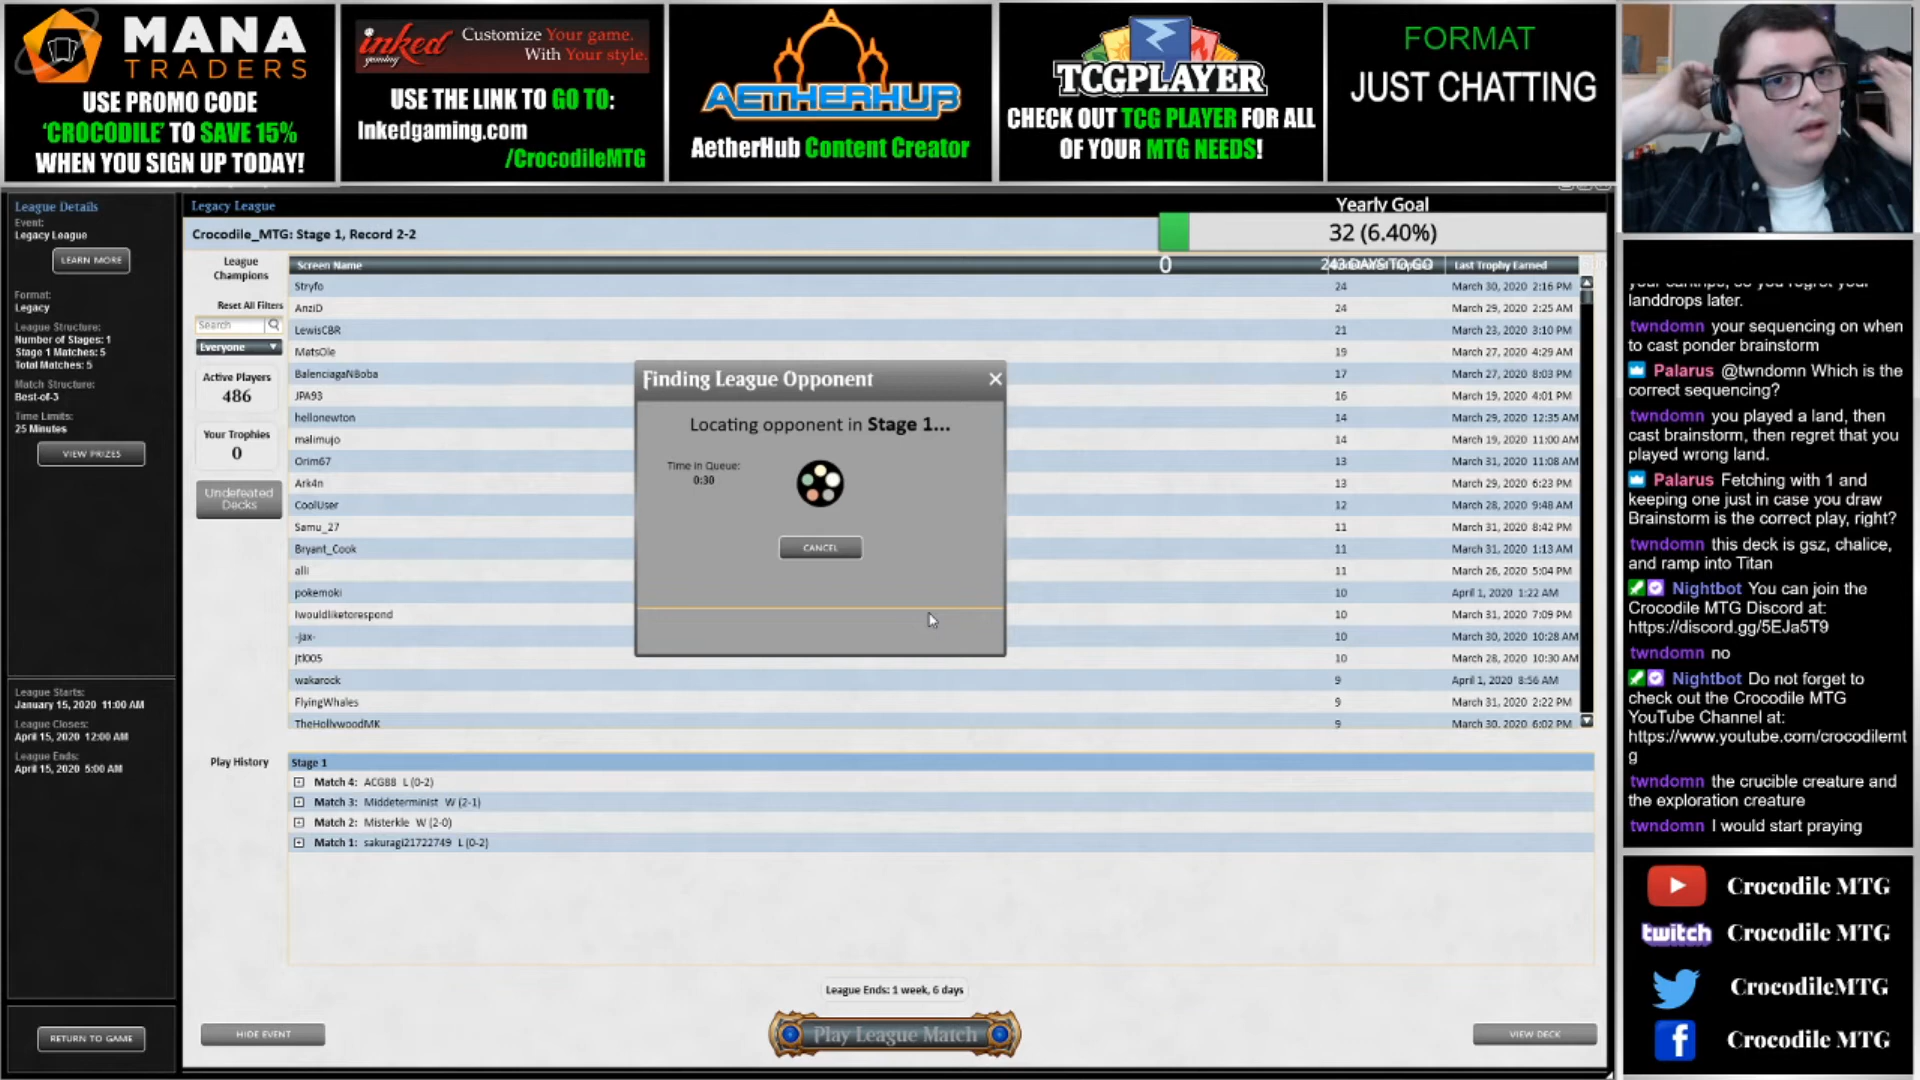 MANA
TRADERS
USE PROMO CODE
'CROCODILE' TO SAVE 15%
WHEN YOU SIGN UP TODAY!
inked
gaming
Customize Your game.
With Your style.
USE THE LINK TO GO TO:
Inkedgaming.com
/CrocodileMTG
AETHERHUB
AetherHub Content Creator
TCGPLAYER
CHECK OUT TCG PLAYER FOR ALL
OF YOUR MTG NEEDS!
FORMAT
JUST CHATTING
League Details
Event:
Legacy League
LEARN MORE
Format:
Legacy
League Structure:
Number of Stages: 1
Stage 1 Matches: 5
Total Matches: 5
Match Structure:
Best-of-3
Time Limits:
25 Minutes
VIEW PRIZES
League Starts:
January 15, 2020 11:00 AM
League Closes:
April 15, 2020 12:00 AM
League Ends:
April 15, 2020 5:00 AM
RETURN TO GAME
Legacy League
Crocodile_MTG: Stage 1, Record 2-2
Yearly Goal
32 (6.40%)
0
243 DAYS TO GO
League
Champions
Reset All Filters
Search
Everyone
Active Players
486
Your Trophies
0
Undefeated
Decks
Screen Name
Last Trophy Earned
Stryfo 24 March 30, 2020 2:16 PM
AnziD 24 March 29, 2020 2:25 AM
LewisCBR 21 March 23, 2020 3:10 PM
MatsOle 19 March 27, 2020 4:29 AM
BalenciagaNBoba 17 March 27, 2020 8:03 PM
JPA93 16 March 19, 2020 4:01 PM
hellonewton 14 March 29, 2020 12:35 AM
malimujo 14 March 19, 2020 11:00 AM
Orim67 13 March 31, 2020 11:08 AM
Ark4n 13 March 29, 2020 6:23 PM
CoolUser 12 March 28, 2020 9:48 AM
Samu_27 11 March 31, 2020 8:42 PM
Bryant_Cook 11 March 31, 2020 1:13 AM
alli 11 March 26, 2020 5:04 PM
pokemoki 10 April 1, 2020 1:22 AM
Iwouldliketorespond 10 March 31, 2020 7:09 PM
-jax- 10 March 30, 2020 10:28 AM
jtl005 10 March 28, 2020 10:30 AM
wakarock 9 April 1, 2020 8:56 AM
FlyingWhales 9 March 31, 2020 2:22 PM
TheHollywoodMK 9 March 30, 2020 6:02 PM
Finding League Opponent
Locating opponent in Stage 1...
Time In Queue:
0:30
CANCEL
Play History
Stage 1
Match 4: ACG88 L (0-2)
Match 3: Middeterminist W (2-1)
Match 2: Misterkle W (2-0)
Match 1: sakuragi21722749 L (0-2)
League Ends: 1 week, 6 days
HIDE EVENT
Play League Match
VIEW DECK
your cantrips, so you regret your
landdrops later.
twndomn your sequencing on when
to cast ponder brainstorm
Palarus @twndomn Which is the
correct sequencing?
twndomn you played a land, then
cast brainstorm, then regret that you
played wrong land.
Palarus Fetching with 1 and
keeping one just in case you draw
Brainstorm is the correct play, right?
twndomn this deck is gsz, chalice,
and ramp into Titan
Nightbot You can join the
Crocodile MTG Discord at:
https://discord.gg/5EJa5T9
twndomn no
Nightbot Do not forget to
check out the Crocodile MTG
YouTube Channel at:
https://www.youtube.com/crocodilemt
g
twndomn the crucible creature and
the exploration creature
twndomn I would start praying
Crocodile MTG
twitch Crocodile MTG
CrocodileMTG
Crocodile MTG